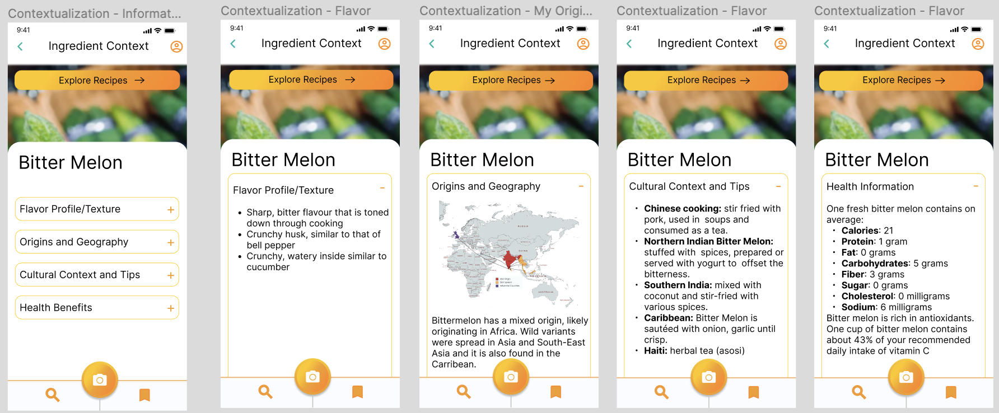 Contextualization - Informat...
9:41
Ingredient Context
Explore Recipes →
Bitter Melon
Flavor Profile/Texture +
Origins and Geography +
Cultural Context and Tips +
Health Benefits +
Contextualization - Flavor
9:41
Ingredient Context
Explore Recipes →
Bitter Melon
Flavor Profile/Texture −
• Sharp, bitter flavour that is toned
down through cooking
• Crunchy husk, similar to that of
bell pepper
• Crunchy, watery inside similar to
cucumber
Contextualization - My Origi...
9:41
Ingredient Context
Explore Recipes →
Bitter Melon
Origins and Geography −
RUSSIA
CHINA
INDONESIA
AUSTRALIA
Bittermelon has a mixed origin, likely
originating in Africa. Wild variants
were spread in Asia and South-East
Asia and it is also found in the
Carribean.
Contextualization - Flavor
9:41
Ingredient Context
Explore Recipes →
Bitter Melon
Cultural Context and Tips −
• Chinese cooking: stir fried with
pork, used in soups and
consumed as a tea.
• Northern Indian Bitter Melon:
stuffed with spices, prepared or
served with yogurt to offset the
bitterness.
• Southern India: mixed with
coconut and stir-fried with
various spices.
• Caribbean: Bitter Melon is
sautéed with onion, garlic until
crisp.
• Haiti: herbal tea (asosi)
Contextualization - Flavor
9:41
Ingredient Context
Explore Recipes →
Bitter Melon
Health Information −
One fresh bitter melon contains on
average:
• Calories: 21
• Protein: 1 gram
• Fat: 0 grams
• Carbohydrates: 5 grams
• Fiber: 3 grams
• Sugar: 0 grams
• Cholesterol: 0 milligrams
• Sodium: 6 milligrams
Bitter melon is rich in antioxidants.
One cup of bitter melon contains
about 43% of your recommended
daily intake of vitamin C